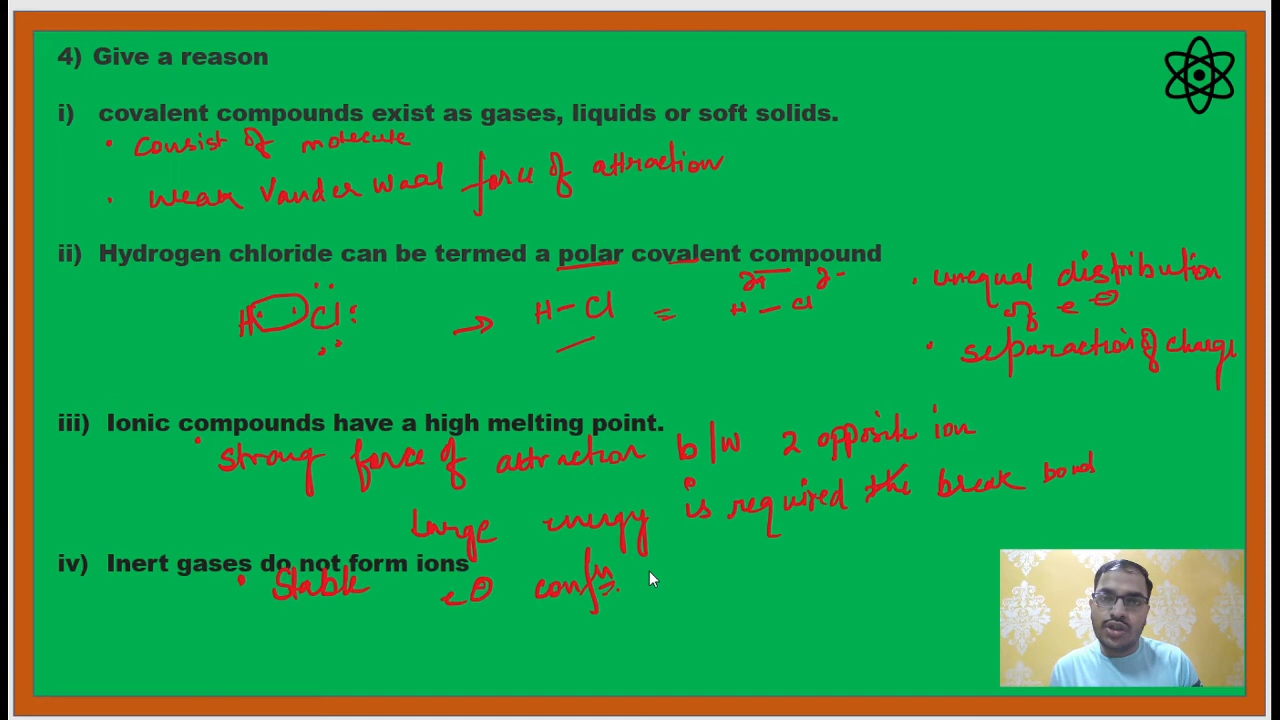 4) Give a reason
i) covalent compounds exist as gases, liquids or soft solids.
• consist of molecule
• weak Vander Waal force of attraction
ii) Hydrogen chloride can be termed a polar covalent compound
H Cl → H – Cl = H – Cl
• unequal distribution
of e⊖
• separaction of charge
iii) Ionic compounds have a high melting point.
• strong force of attraction b/w 2 opposite ion
Large energy is required the break bond
iv) Inert gases do not form ions
• Stable e⊖ confn.